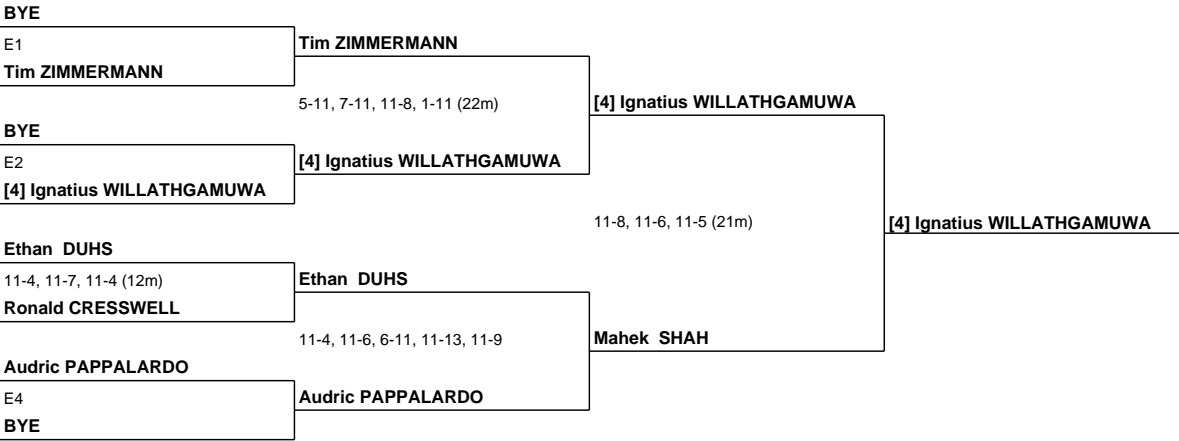 BYE
E1
Tim ZIMMERMANN
Tim ZIMMERMANN
5-11, 7-11, 11-8, 1-11 (22m)
[4] Ignatius WILLATHGAMUWA
BYE
E2
[4] Ignatius WILLATHGAMUWA
[4] Ignatius WILLATHGAMUWA
11-8, 11-6, 11-5 (21m)
[4] Ignatius WILLATHGAMUWA
Ethan DUHS
11-4, 11-7, 11-4 (12m)
Ethan DUHS
Ronald CRESSWELL
11-4, 11-6, 6-11, 11-13, 11-9
Mahek SHAH
Audric PAPPALARDO
E4
Audric PAPPALARDO
BYE